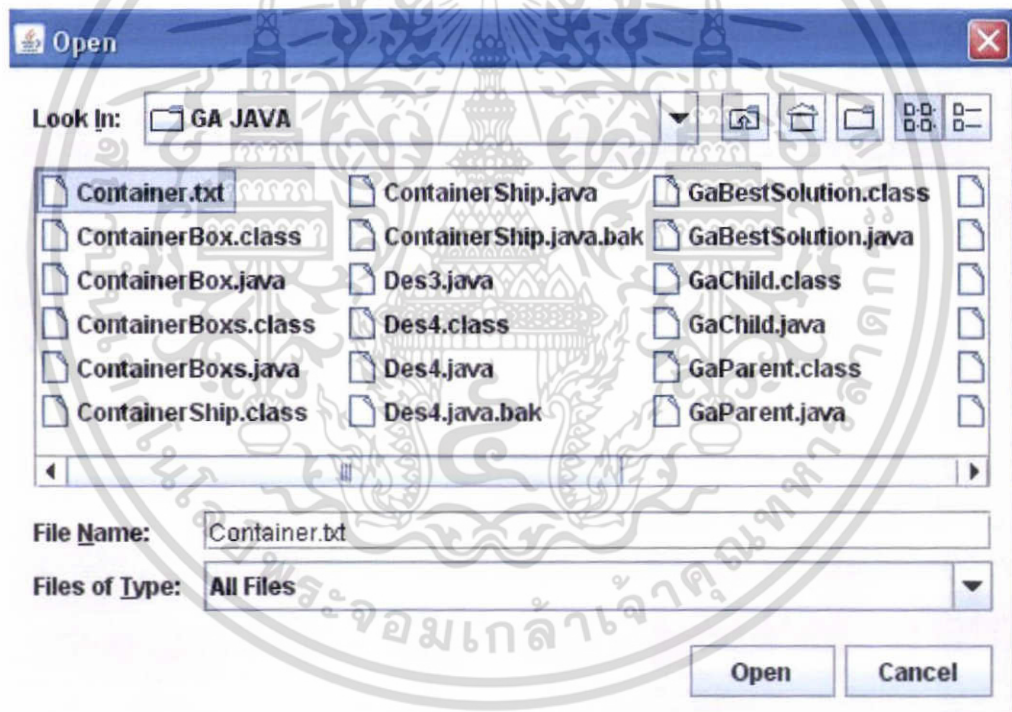 Open
Look In: GA JAVA
Container.txt ContainerShip.java GaBestSolution.class
ContainerBox.class ContainerShip.java.bak GaBestSolution.java
ContainerBox.java Des3.java GaChild.class
ContainerBoxs.class Des4.class GaChild.java
ContainerBoxs.java Des4.java GaParent.class
ContainerShip.class Des4.java.bak GaParent.java
File Name: Container.txt
Files of Type: All Files
Open Cancel